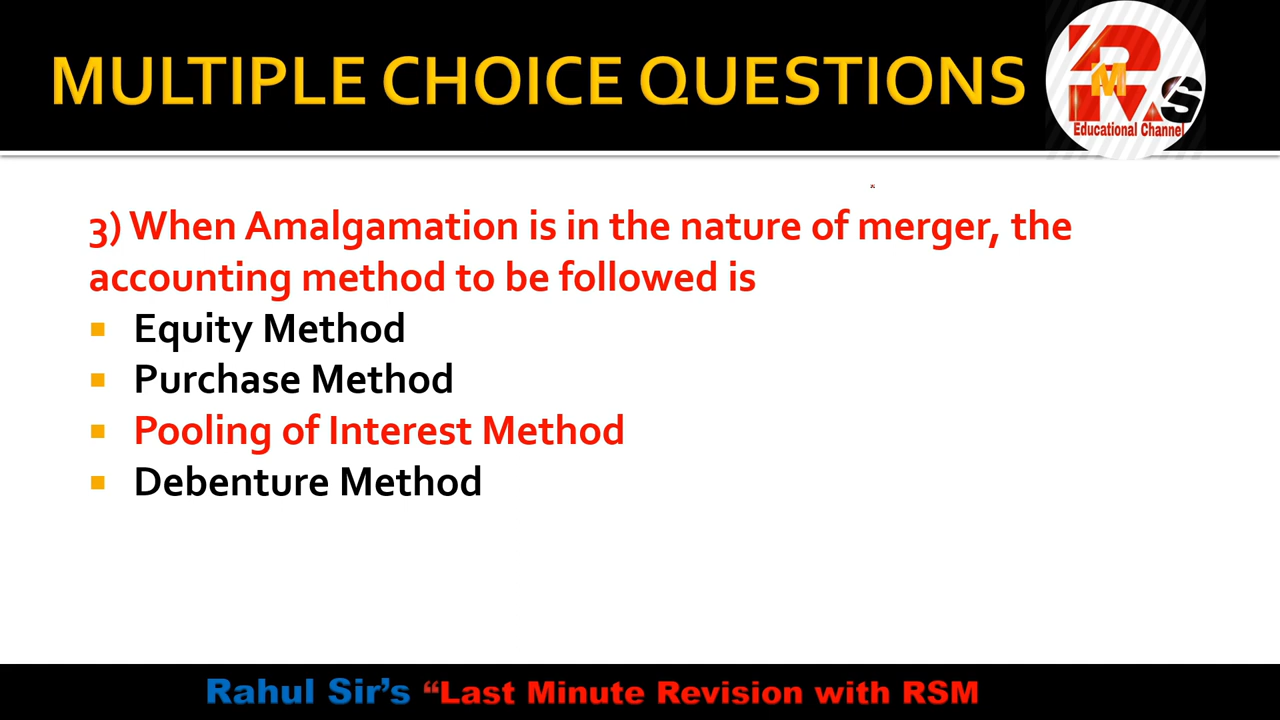 MULTIPLE CHOICE QUESTIONS
RMS
Educational Channel
3) When Amalgamation is in the nature of merger, the
accounting method to be followed is
Equity Method
Purchase Method
Pooling of Interest Method
Debenture Method
Rahul Sir's “Last Minute Revision with RSM